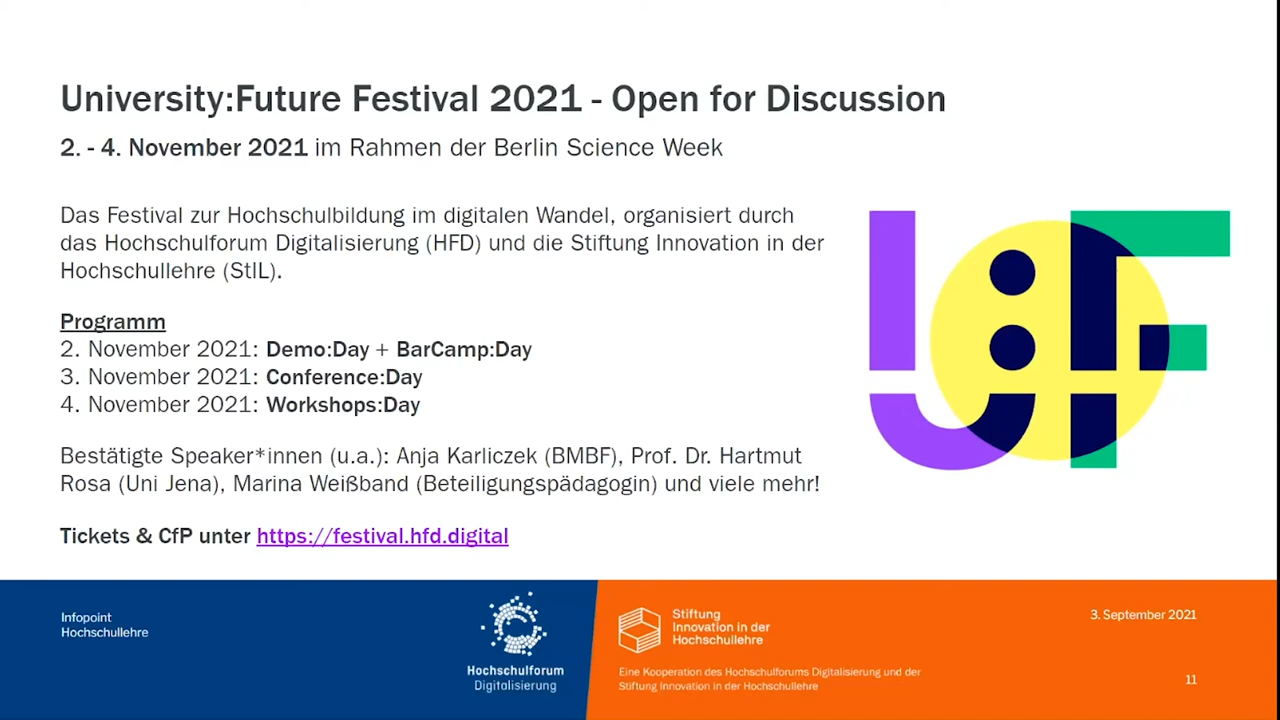 University:Future Festival 2021 - Open for Discussion
2. - 4. November 2021 im Rahmen der Berlin Science Week
Das Festival zur Hochschulbildung im digitalen Wandel, organisiert durch
das Hochschulforum Digitalisierung (HFD) und die Stiftung Innovation in der
Hochschullehre (StIL).
Programm
2. November 2021: Demo:Day + BarCamp:Day
3. November 2021: Conference:Day
4. November 2021: Workshops:Day
Bestätigte Speaker*innen (u.a.): Anja Karliczek (BMBF), Prof. Dr. Hartmut
Rosa (Uni Jena), Marina Weißband (Beteiligungspädagogin) und viele mehr!
Tickets & CfP unter https://festival.hfd.digital
U:F
Infopoint
Hochschullehre
Hochschulforum
Digitalisierung
Stiftung
Innovation in der
Hochschullehre
Eine Kooperation des Hochschulforums Digitalisierung und der
Stiftung Innovation in der Hochschullehre
3. September 2021
11